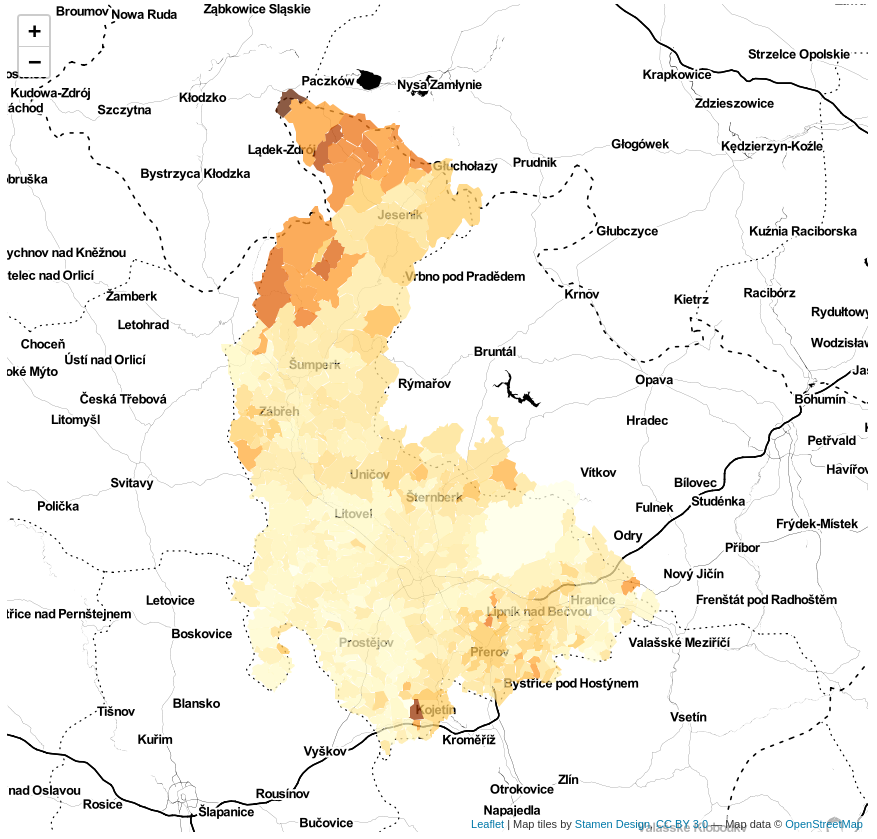 Broumov
Nowa Ruda
Ząbkowice Śląskie
+
−
Paczków
Nysa
Zamłynie
Strzelce Opolskie
Krapkowice
Kudowa-Zdrój
Kłodzko
Szczytna
Zdzieszowice
Lądek-Zdrój
Głuchołazy
Prudnik
Głogówek
Kędzierzyn-Koźle
Bystrzyca Kłodzka
Jeseník
Głubczyce
Kuźnia Raciborska
ychnov nad Kněžnou
telec nad Orlicí
Vrbno pod Pradědem
Žamberk
Krnov
Kietrz
Racibórz
Rydułtowy
Letohrad
Choceň
Ústí nad Orlicí
Wodzisła
oké Mýto
Šumperk
Bruntál
Rýmařov
Opava
Bohumín
Česká Třebová
Litomyšl
Zábřeh
Hradec
Petřvald
Havířov
Svitavy
Uničov
Vítkov
Bílovec
Polička
Šternberk
Litovel
Fulnek
Studénka
Frýdek-Místek
Odry
Příbor
Nový Jičín
Letovice
Hranice
Frenštát pod Radhoštěm
třice nad Pernštejnem
Lipník nad Bečvou
Boskovice
Prostějov
Přerov
Valašské Meziříčí
Bystřice pod Hostýnem
Blansko
Tišnov
Kojetín
Vsetín
Kuřim
Vyškov
Kroměříž
nad Oslavou
Rosice
Rousínov
Šlapanice
Otrokovice
Zlín
Napajedla
Bučovice
Valašské Klobouky
Leaflet | Map tiles by Stamen Design, CC BY 3.0 — Map data © OpenStreetMap